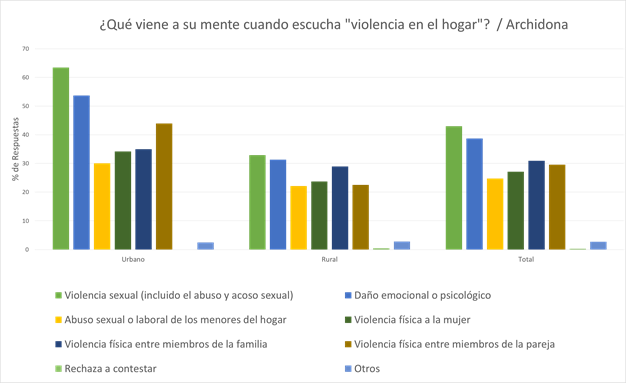 ¿Qué viene a su mente cuando escucha "violencia en el hogar"? / Archidona
70
60
50
40
30
20
10
0
% de Respuestas
Urbano
Rural
Total
Violencia sexual (incluido el abuso y acoso sexual)
Daño emocional o psicológico
Abuso sexual o laboral de los menores del hogar
Violencia física a la mujer
Violencia física entre miembros de la familia
Violencia física entre miembros de la pareja
Rechaza a contestar
Otros